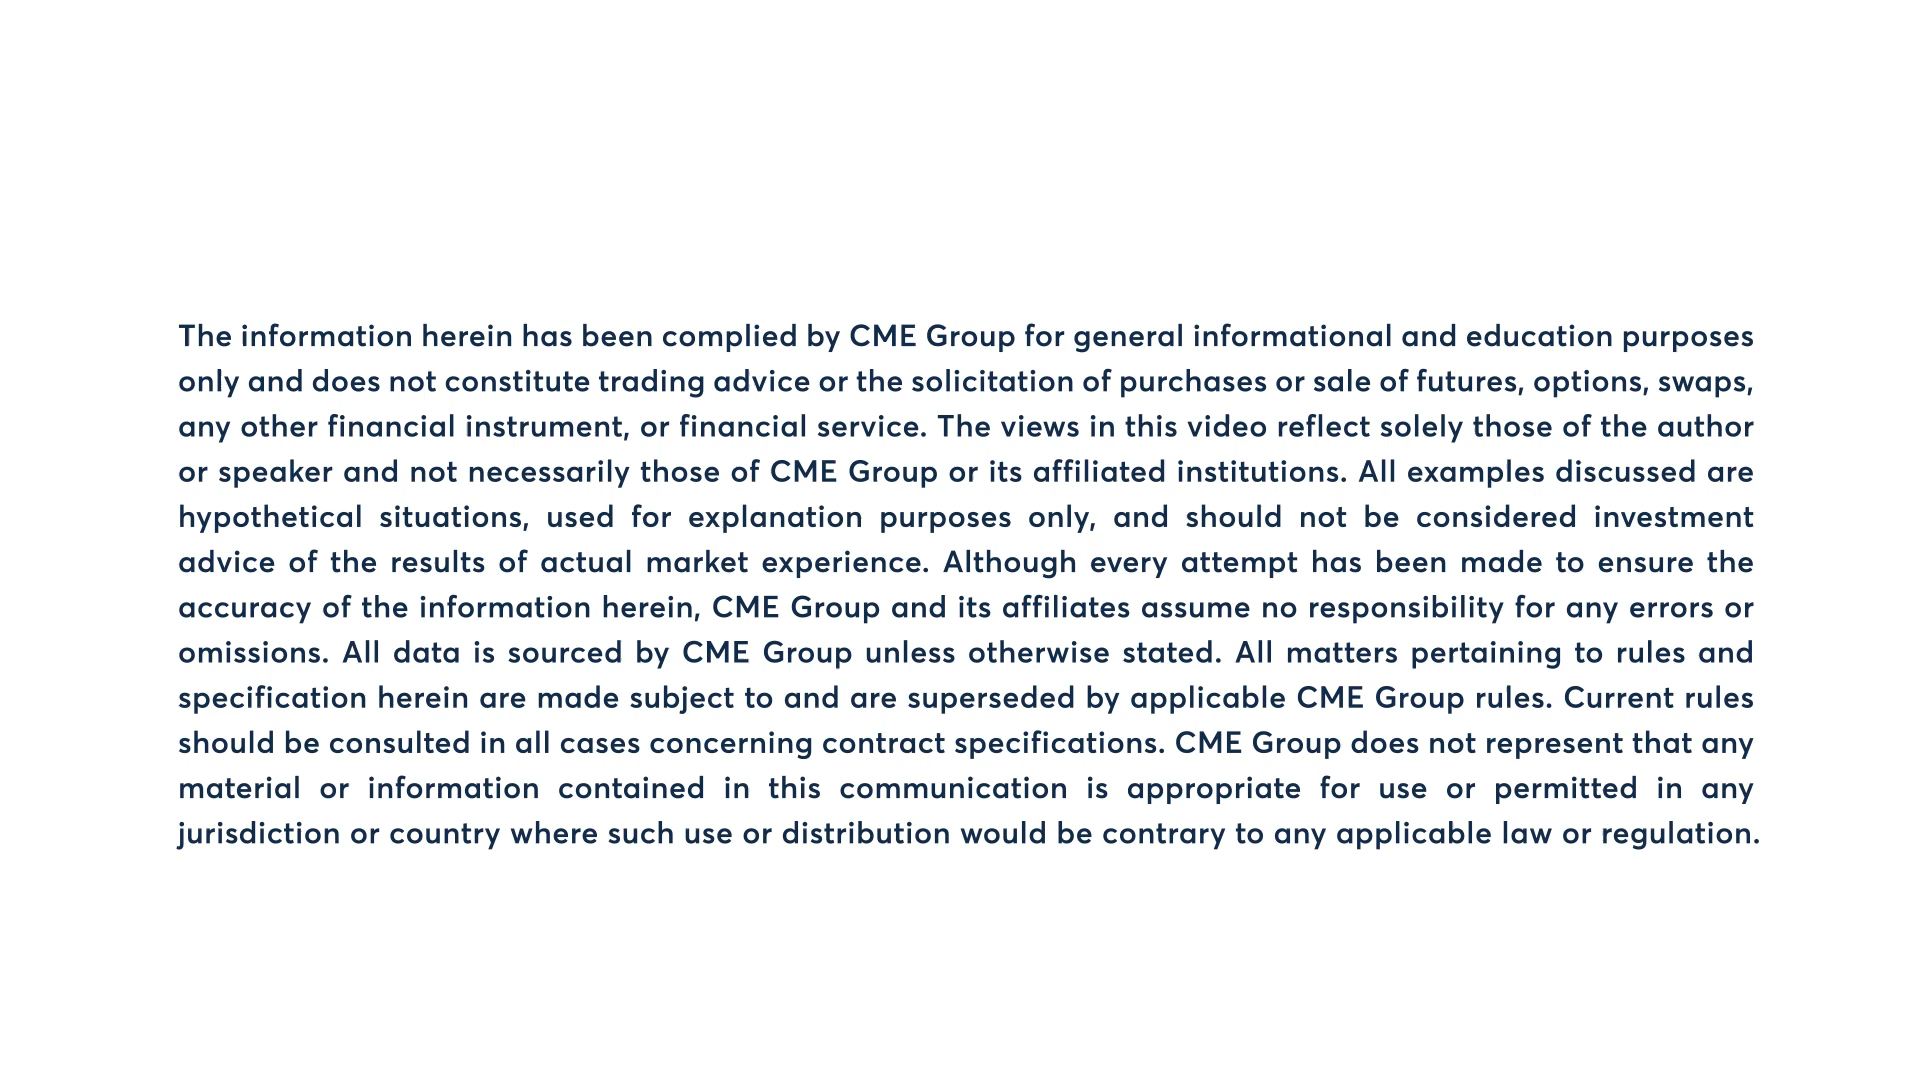 The information herein has been complied by CME Group for general informational and education purposes
only and does not constitute trading advice or the solicitation of purchases or sale of futures, options, swaps,
any other financial instrument, or financial service. The views in this video reflect solely those of the author
or speaker and not necessarily those of CME Group or its affiliated institutions. All examples discussed are
hypothetical situations, used for explanation purposes only, and should not be considered investment
advice of the results of actual market experience. Although every attempt has been made to ensure the
accuracy of the information herein, CME Group and its affiliates assume no responsibility for any errors or
omissions. All data is sourced by CME Group unless otherwise stated. All matters pertaining to rules and
specification herein are made subject to and are superseded by applicable CME Group rules. Current rules
should be consulted in all cases concerning contract specifications. CME Group does not represent that any
material or information contained in this communication is appropriate for use or permitted in any
jurisdiction or country where such use or distribution would be contrary to any applicable law or regulation.